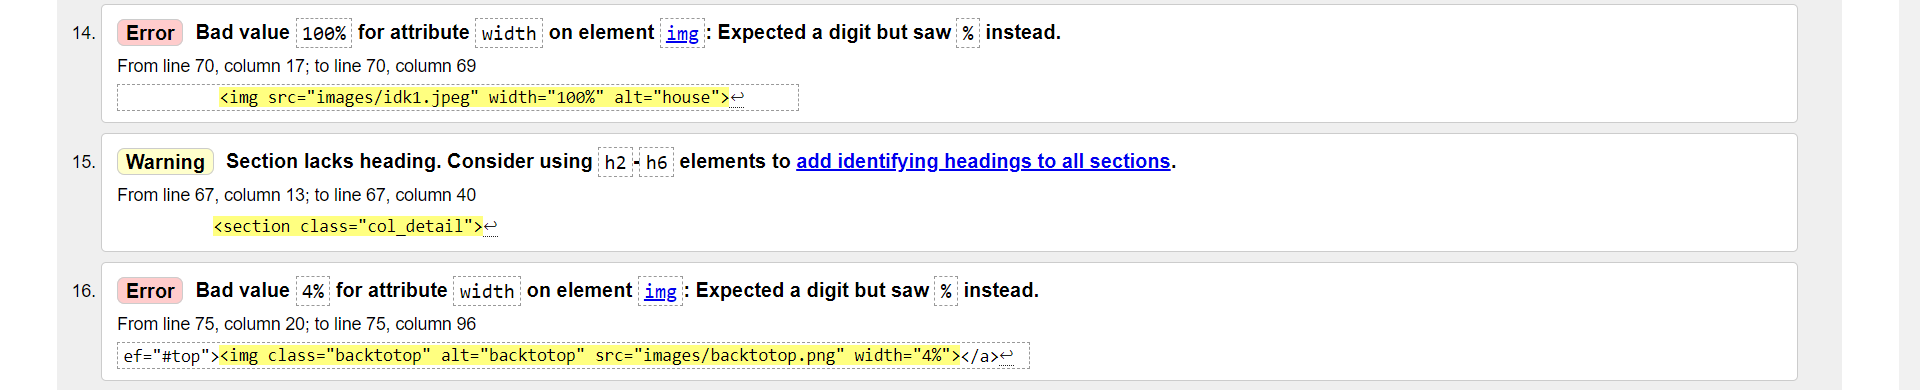 14. Error Bad value 100% for attribute width on element img: Expected a digit but saw % instead.
From line 70, column 17; to line 70, column 69
<img src="images/idk1.jpeg" width="100%" alt="house">↩
15. Warning Section lacks heading. Consider using h2-h6 elements to add identifying headings to all sections.
From line 67, column 13; to line 67, column 40
<section class="col_detail">↩
16. Error Bad value 4% for attribute width on element img: Expected a digit but saw % instead.
From line 75, column 20; to line 75, column 96
ef="#top"><img class="backtotop" alt="backtotop" src="images/backtotop.png" width="4%"></a>↩